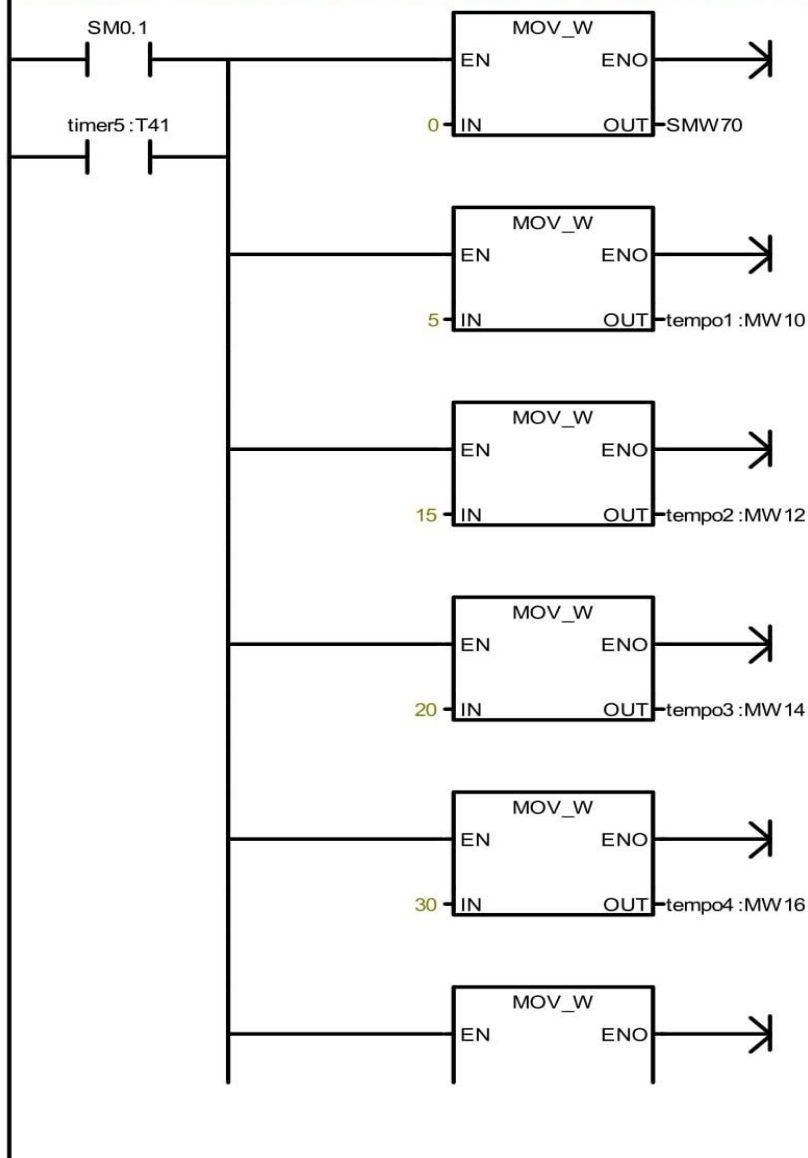 SM0.1
MOV_W
EN ENO
0 IN OUT SMW70
timer5:T41
MOV_W
EN ENO
5 IN OUT tempo1:MW10
MOV_W
EN ENO
15 IN OUT tempo2:MW12
MOV_W
EN ENO
20 IN OUT tempo3:MW14
MOV_W
EN ENO
30 IN OUT tempo4:MW16
MOV_W
EN ENO